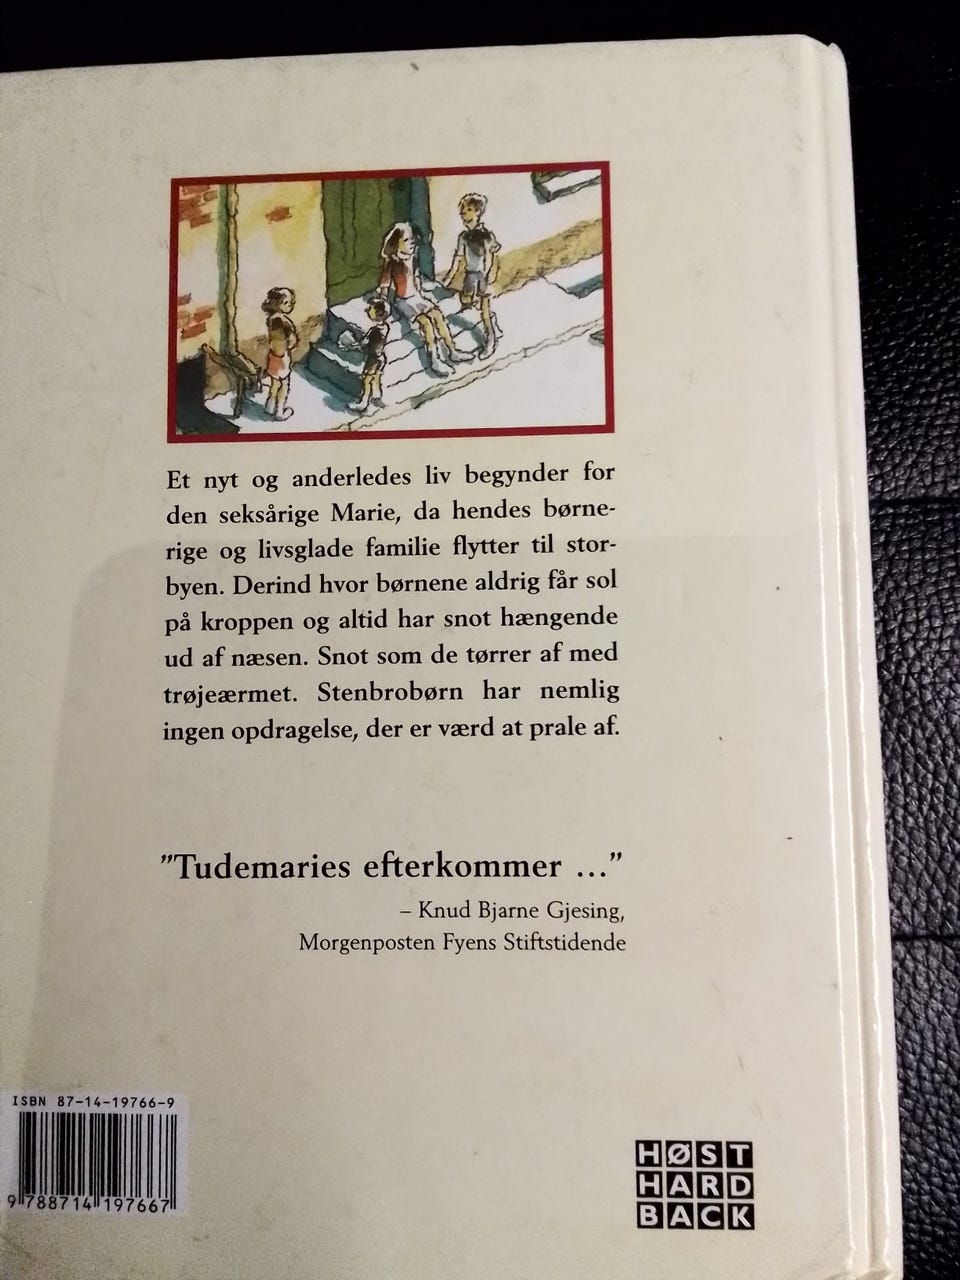 Et nyt og anderledes liv begynder for
den seksårige Marie, da hendes børne-
rige og livsglade familie flytter til stor-
byen. Derind hvor børnene aldrig får sol
på kroppen og altid har snot hængende
ud af næsen. Snot som de tørrer af med
trøjeærmet. Stenbrobørn har nemlig
ingen opdragelse, der er værd at prale af.
”Tudemaries efterkommer ...”
– Knud Bjarne Gjesing,
Morgenposten Fyens Stiftstidende
ISBN 87-14-19766-9
9 788714 197667
HØST
HARD
BACK